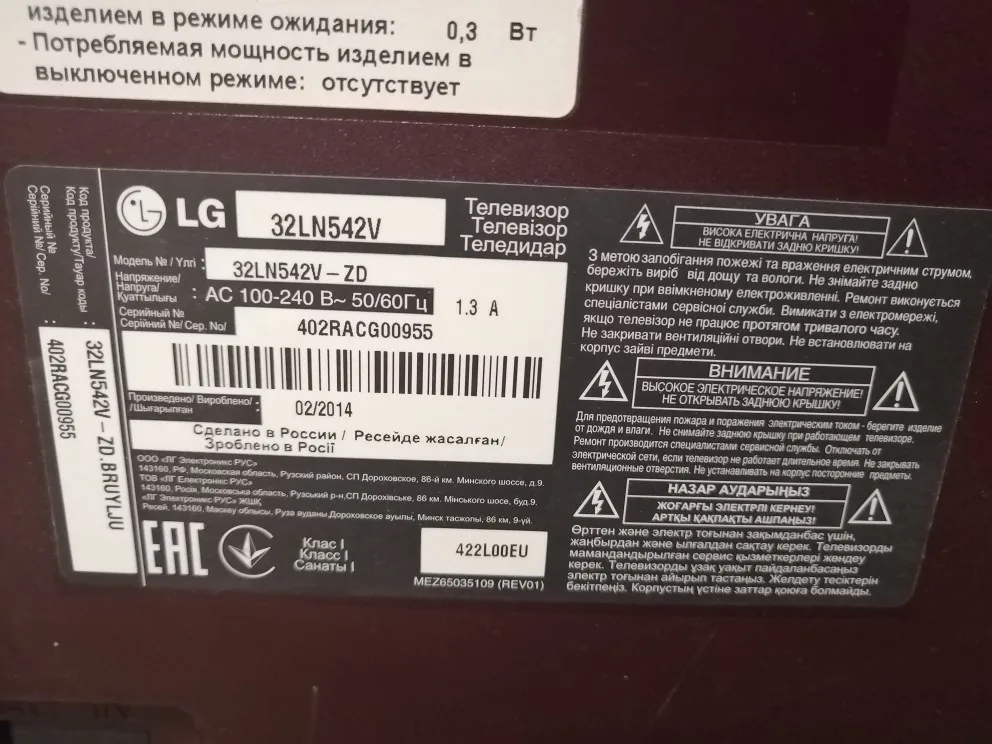 изделием в режиме ожидания: 0,3 Вт
- Потребляемая мощность изделием в
выключенном режиме: отсутствует
Код продукта/
Код продукту/Тауар коды :
32LN542V-ZD.BRUYLJU
Серийный №
Серійний №/Сер. No/ :
402RACG00955
LG
32LN542V
Телевизор
Телевізор
Теледидар
Модель № / Үлгі :
32LN542V-ZD
Напряжение/
Напруга/
Қуаттылығы :
AC 100-240 В~ 50/60Гц
1.3 A
Серийный №
Серійний №/ Сер. No/
402RACG00955
Произведено/ Вироблено/
/Шығарылған :
02/2014
Сделано в России / Ресейде жасалған/
Зроблено в Росії
ООО «ЛГ Электроникс РУС»
143160, РФ, Московская область, Рузский район, СП Дороховское, 86-й км. Минского шоссе, д.9.
ТОВ «ЛГ Електронікс РУС»
143160, Росія, Московська область, Рузський р-н,СП Дорохівське, 86 км. Мінського шосе, буд.9.
«ЛГ Электроникс РУС» ЖШҚ
Ресей, 143160, Маскеу облысы, Руза ауданы,Дороховское ауылы, Минск тасжолы, 86 км, 9-үй.
EAC
Клас I
Класс I
Санаты I
422L00EU
MEZ65035109 (REV01)
УВАГА
ВИСОКА ЕЛЕКТРИЧНА НАПРУГА!
НЕ ВІДКРИВАТИ ЗАДНЮ КРИШКУ!
З метою запобігання пожежі та враження електричним струмом,
бережіть виріб від дощу та вологи. Не знімайте задню
кришку при ввімкненому електроживленні. Ремонт виконується
спеціалістами сервісної служби. Вимикати з електромережі,
якщо телевізор не працює протягом тривалого часу.
Не закривати вентиляційні отвори. Не встановлювати на
корпус зайві предмети.
ВНИМАНИЕ
ВЫСОКОЕ ЭЛЕКТРИЧЕСКОЕ НАПРЯЖЕНИЕ!
НЕ ОТКРЫВАТЬ ЗАДНЮЮ КРЫШКУ!
Для предотвращения пожара и поражения электрическим током - берегите изделие
от дождя и влаги. Не снимайте заднюю крышку при работающем телевизоре.
Ремонт производится специалистами сервисной службы. Отключать от
электрической сети, если телевизор не работает длительное время. Не закрывать
вентиляционные отверстия. Не устанавливать на корпус посторонние предметы.
НАЗАР АУДАРЫҢЫЗ
ЖОҒАРҒЫ ЭЛЕКТРЛІ КЕРНЕУ!
АРТҚЫ ҚАҚПАҚТЫ АШПАҢЫЗ!
Өрттен және электр тоғынан зақымданбас үшін,
жаңбырдан және ылғалдан сақтау керек. Телевизорды
мамандандырылған сервис қызметкерлері жөндеу
керек. Телевизорды ұзақ уақыт пайдаланбасаңыз
электр тоғынан айырып тастаңыз. Желдету тесіктерін
бекітпеңіз. Корпустың үстіне заттар қоюға болмайды.